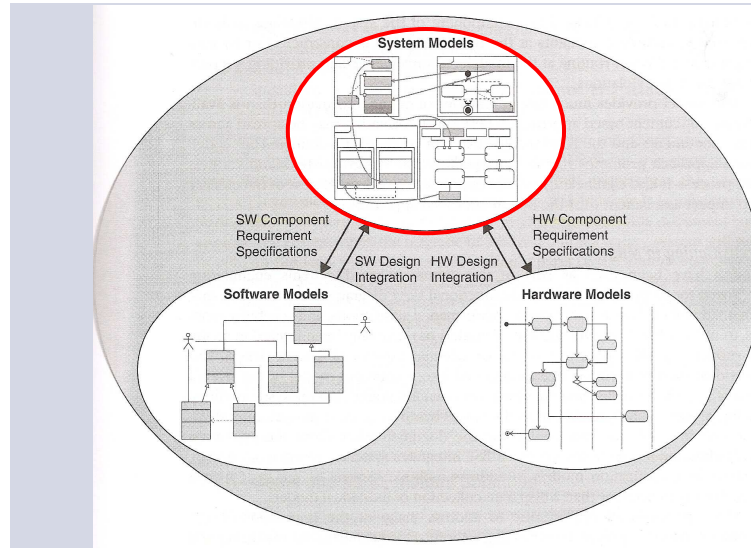 System Models
SW Component
Requirement
Specifications
HW Component
Requirement
Specifications
SW Design
Integration
HW Design
Integration
Software Models
Hardware Models